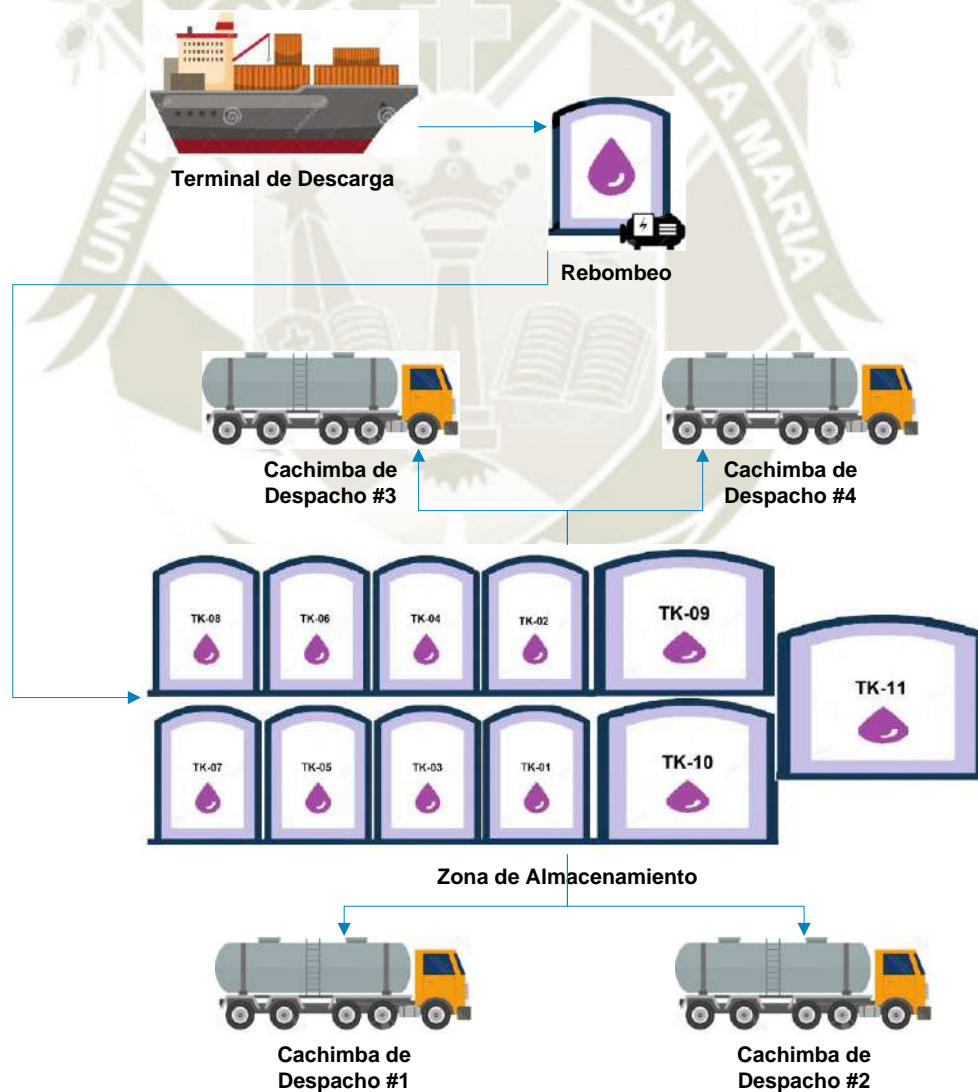 SANTA MARIA
Terminal de Descarga
Rebombeo
Cachimba de
Despacho #3
Cachimba de
Despacho #4
TK-08
TK-06
TK-04
TK-02
TK-09
TK-11
TK-07
TK-05
TK-03
TK-01
TK-10
Zona de Almacenamiento
Cachimba de
Despacho #1
Cachimba de
Despacho #2